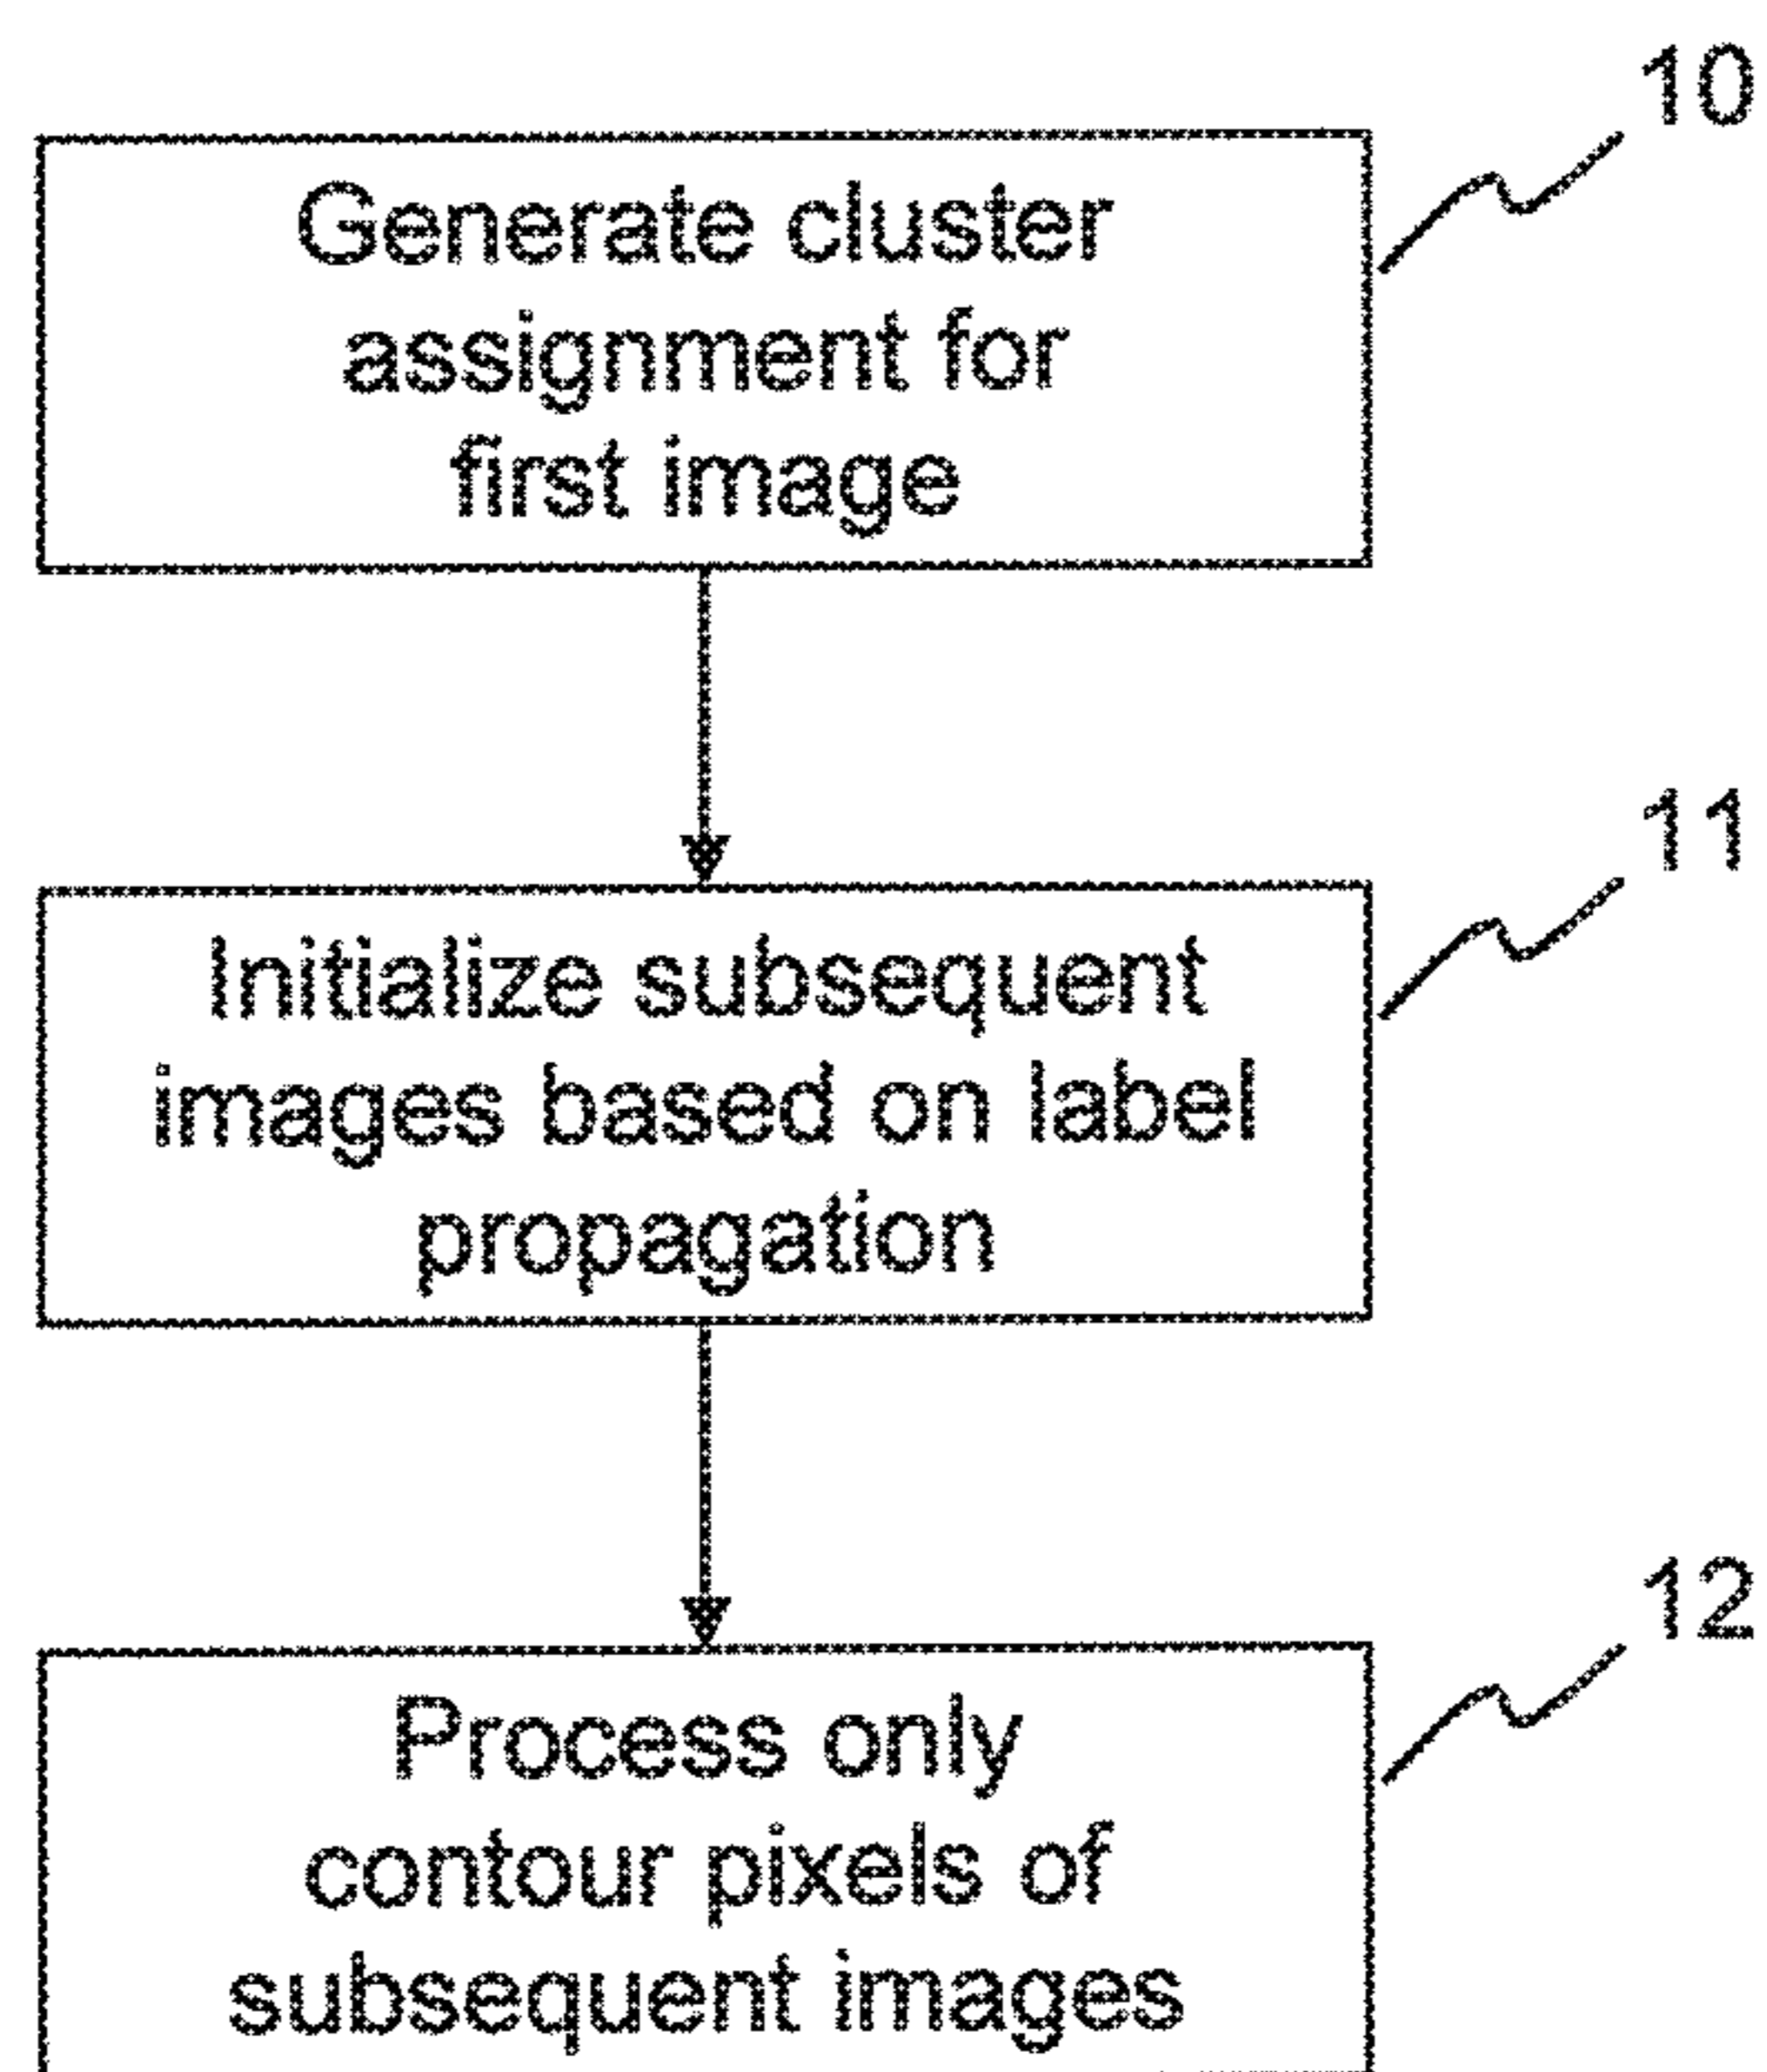 10
Generate cluster
assignment for
first image
11
Initialize subsequent
images based on label
propagation
12
Process only
contour pixels of
subsequent images